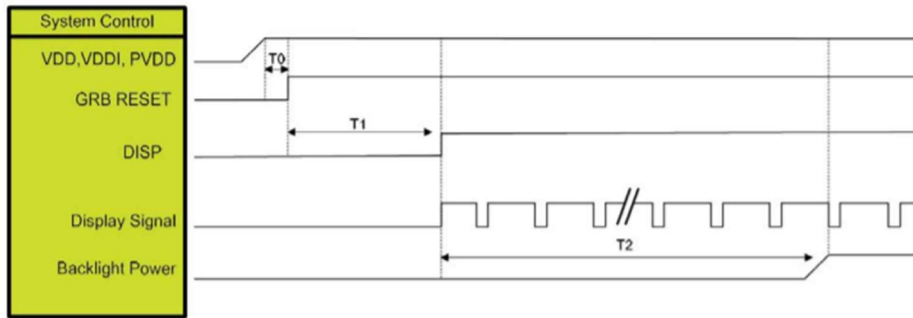 System Control
VDD,VDDI, PVDD
T0
GRB RESET
T1
DISP
Display Signal
T2
Backlight Power